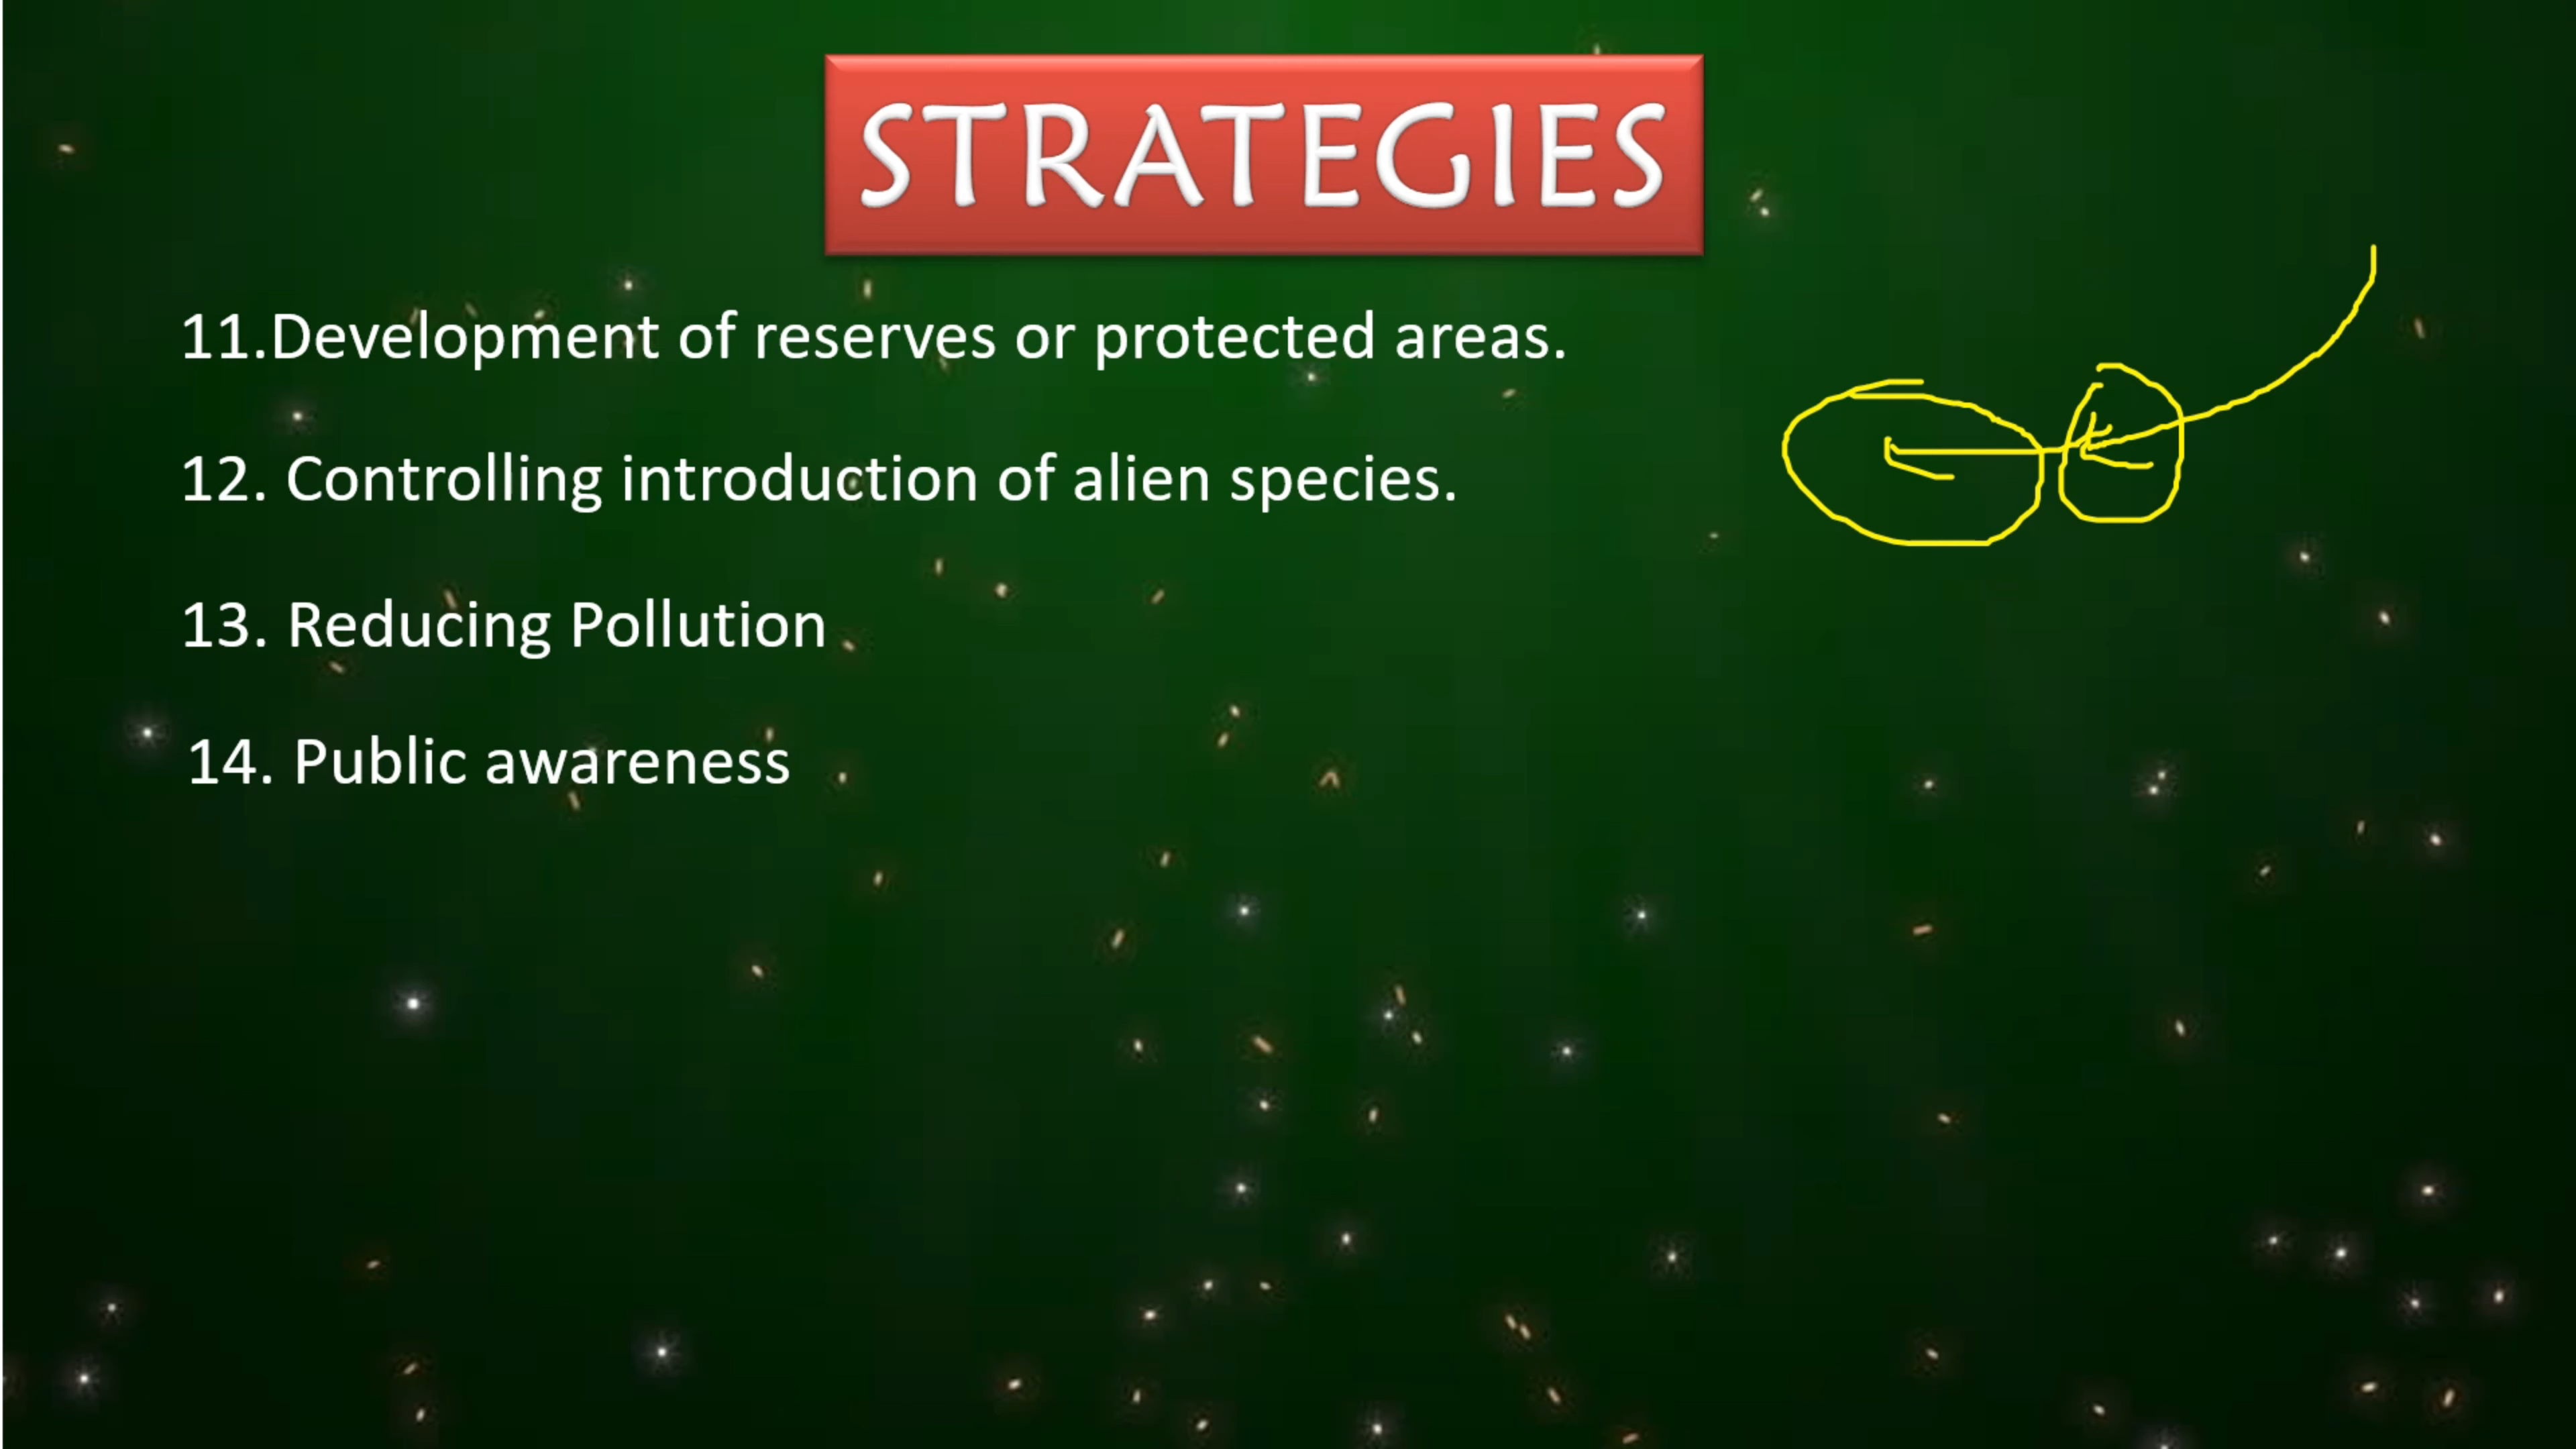 STRATEGIES
11.Development of reserves or protected areas.
12. Controlling introduction of alien species.
13. Reducing Pollution
14. Public awareness